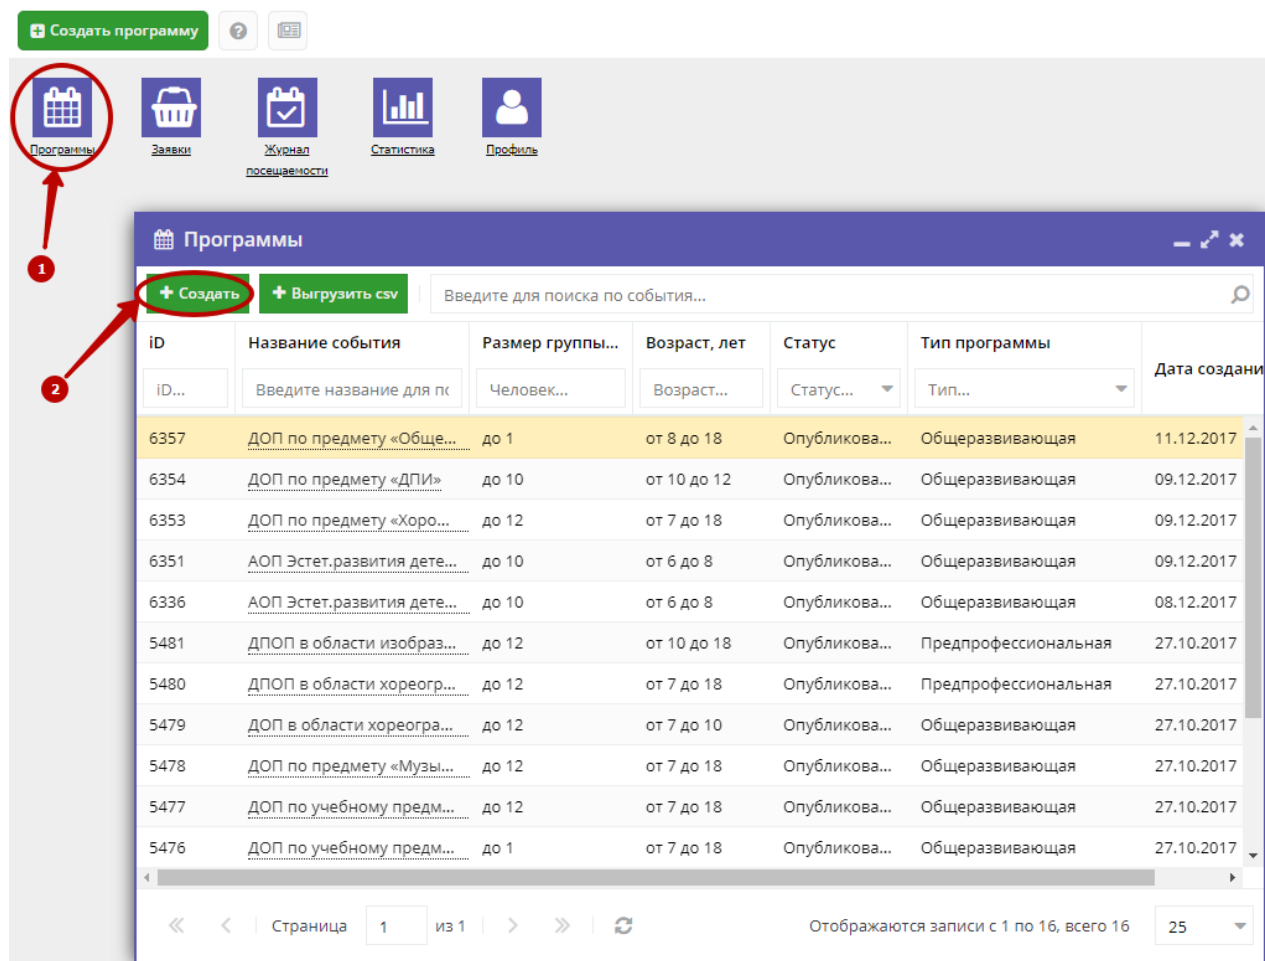 Создать программу
Программы
Заявки
Журнал
посещаемости
Статистика
Профиль
1
2
Программы
Создать
Выгрузить csv
Введите для поиска по события...
iD
Название события
Размер группы...
Возраст, лет
Статус
Тип программы
Дата создани
iD...
Введите название для пс
Человек...
Возраст...
Статус...
Тип...
6357 ДОП по предмету «Обще... до 1 от 8 до 18 Опубликова... Общеразвивающая 11.12.2017
6354 ДОП по предмету «ДПИ» до 10 от 10 до 12 Опубликова... Общеразвивающая 09.12.2017
6353 ДОП по предмету «Хоро... до 12 от 7 до 18 Опубликова... Общеразвивающая 09.12.2017
6351 АОП Эстет.развития дете... до 10 от 6 до 8 Опубликова... Общеразвивающая 09.12.2017
6336 АОП Эстет.развития дете... до 10 от 6 до 8 Опубликова... Общеразвивающая 08.12.2017
5481 ДПОП в области изобраз... до 12 от 10 до 18 Опубликова... Предпрофессиональная 27.10.2017
5480 ДПОП в области хореогр... до 12 от 7 до 18 Опубликова... Предпрофессиональная 27.10.2017
5479 ДОП в области хореогра... до 12 от 7 до 10 Опубликова... Общеразвивающая 27.10.2017
5478 ДОП по предмету «Музы... до 12 от 7 до 18 Опубликова... Общеразвивающая 27.10.2017
5477 ДОП по учебному предм... до 12 от 7 до 18 Опубликова... Общеразвивающая 27.10.2017
5476 ДОП по учебному предм... до 1 от 7 до 18 Опубликова... Общеразвивающая 27.10.2017
Страница 1 из 1
Отображаются записи с 1 по 16, всего 16
25